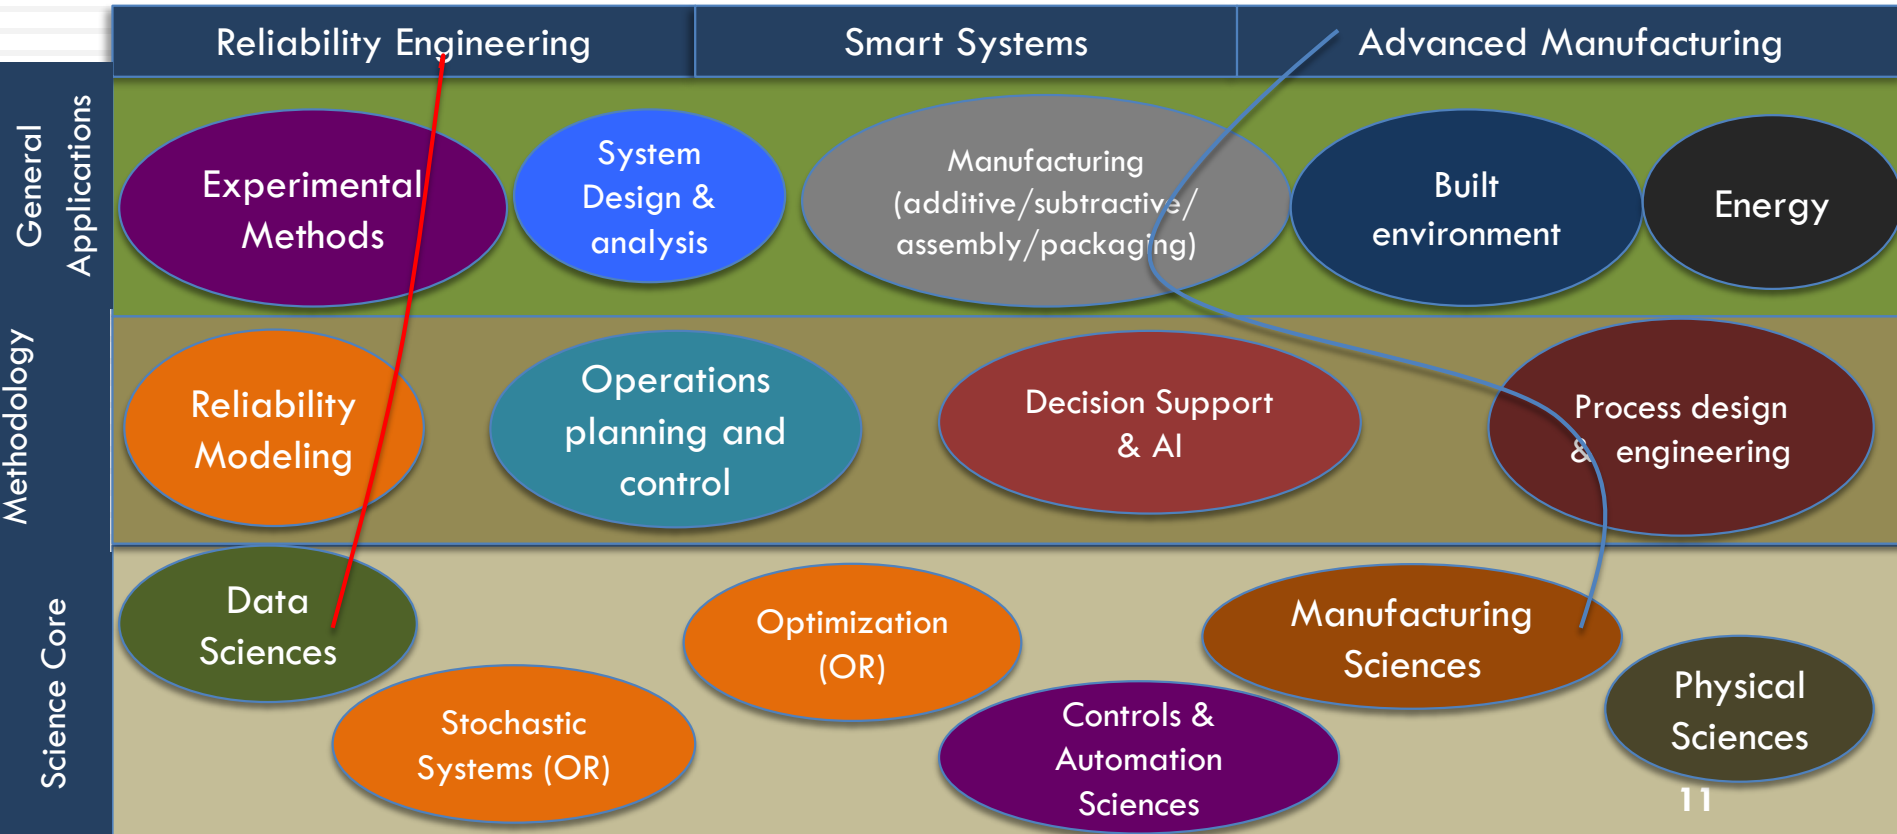 Reliability Engineering
Smart Systems
Advanced Manufacturing
General
Applications
Experimental
Methods
System
Design &
analysis
Manufacturing
(additive/subtractive/
assembly/packaging)
Built
environment
Energy
Methodology
Reliability
Modeling
Operations
planning and
control
Decision Support
& AI
Process design
& engineering
Science Core
Data
Sciences
Stochastic
Systems (OR)
Optimization
(OR)
Controls &
Automation
Sciences
Manufacturing
Sciences
Physical
Sciences
11